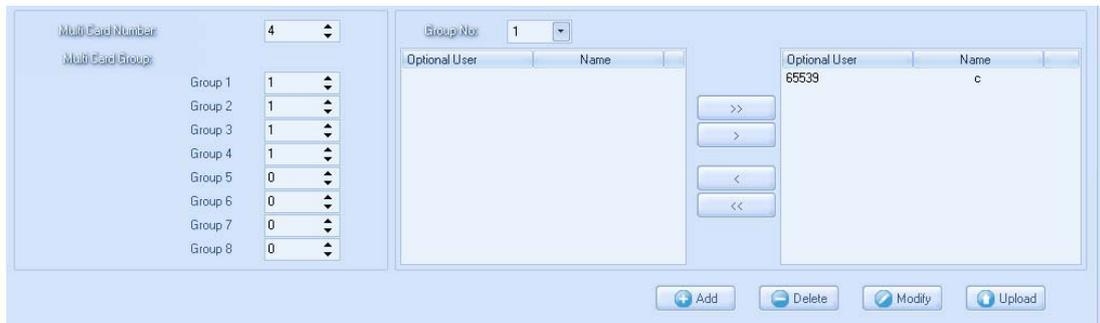 Multi Card Number: 4
Multi Card Group:
Group 1 1
Group 2 1
Group 3 1
Group 4 1
Group 5 0
Group 6 0
Group 7 0
Group 8 0
Group No: 1
Optional User Name
>>
>
<
<<
Optional User Name
65539 c
Add Delete Modify Upload